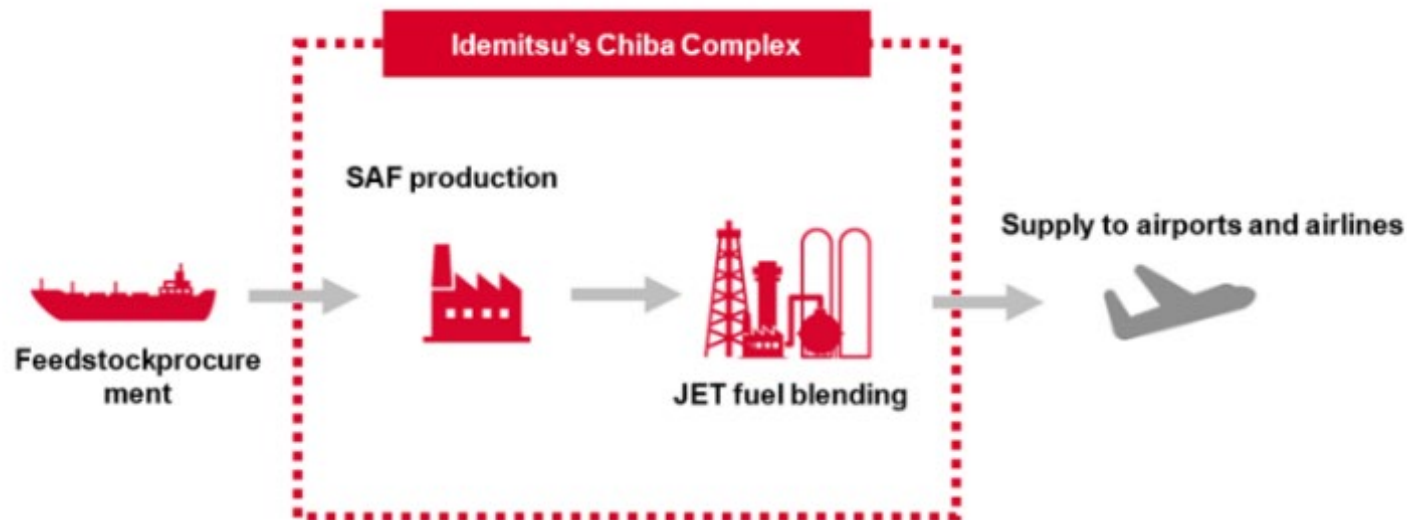 Idemitsu's Chiba Complex
SAF production
Supply to airports and airlines
Feedstockprocure
ment
JET fuel blending